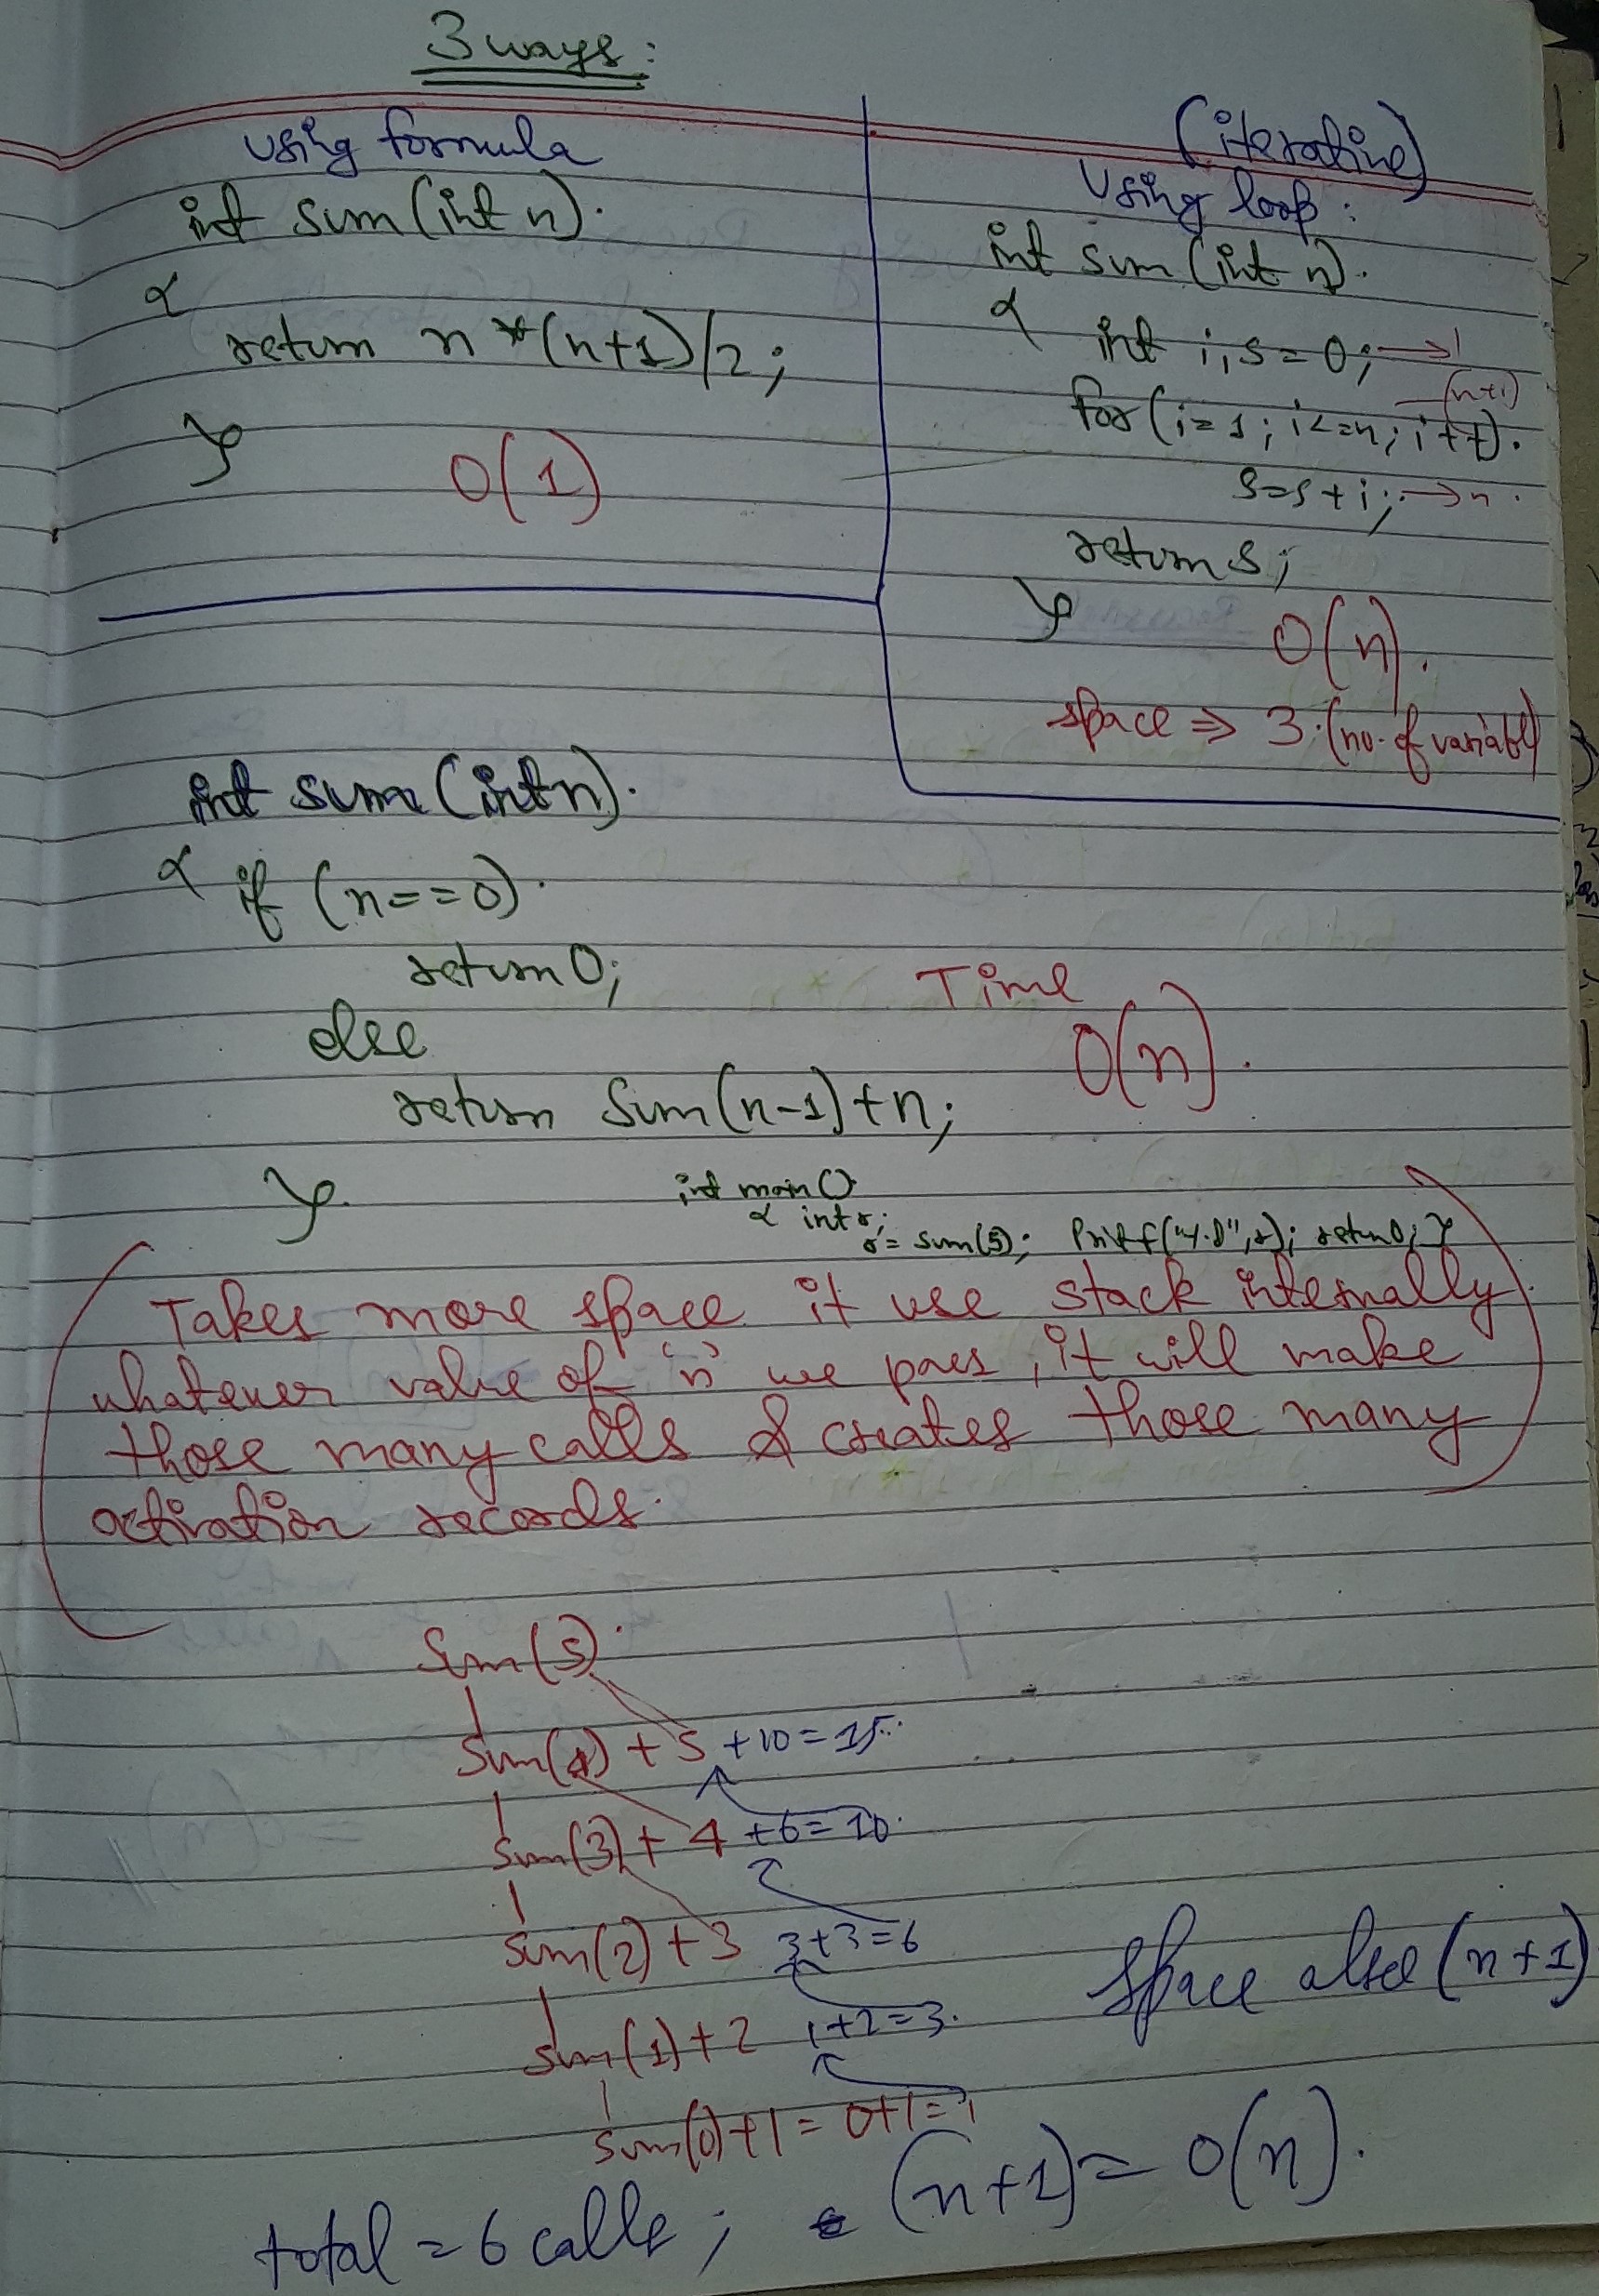 3 ways:
using formula
int sum(int n).
{
return n*(n+1)/2;
}
O(1)
(iterative)
Using loop:
int sum(int n).
{ int i,s=0; → 1
(n+1)
for(i=1; i<=n; i++).
s=s+i; → n.
return s;
}
O(n).
space ⇒ 3.(no. of variable)
int sum(int n).
{ if (n==0).
return 0;
else
return Sum(n-1)+n;
}.
Time
O(n).
int main()
{ int r;
r= sum(5); Printf("%d",r); return 0; }
(Takes more space it use stack internally
whatever value of 'n' we pass, it will make
those many calls & creates those many
activation records.)
Sum(5).
Sum(4) + 5 +10=15.
Sum(3) + 4 +6=10.
Sum(2) + 3 3+3=6
Sum(1)+2 1+2=3.
Sum(0)+1 = 0+1=1
Space also (n+1)
total = 6 calls; (n+1) = O(n).